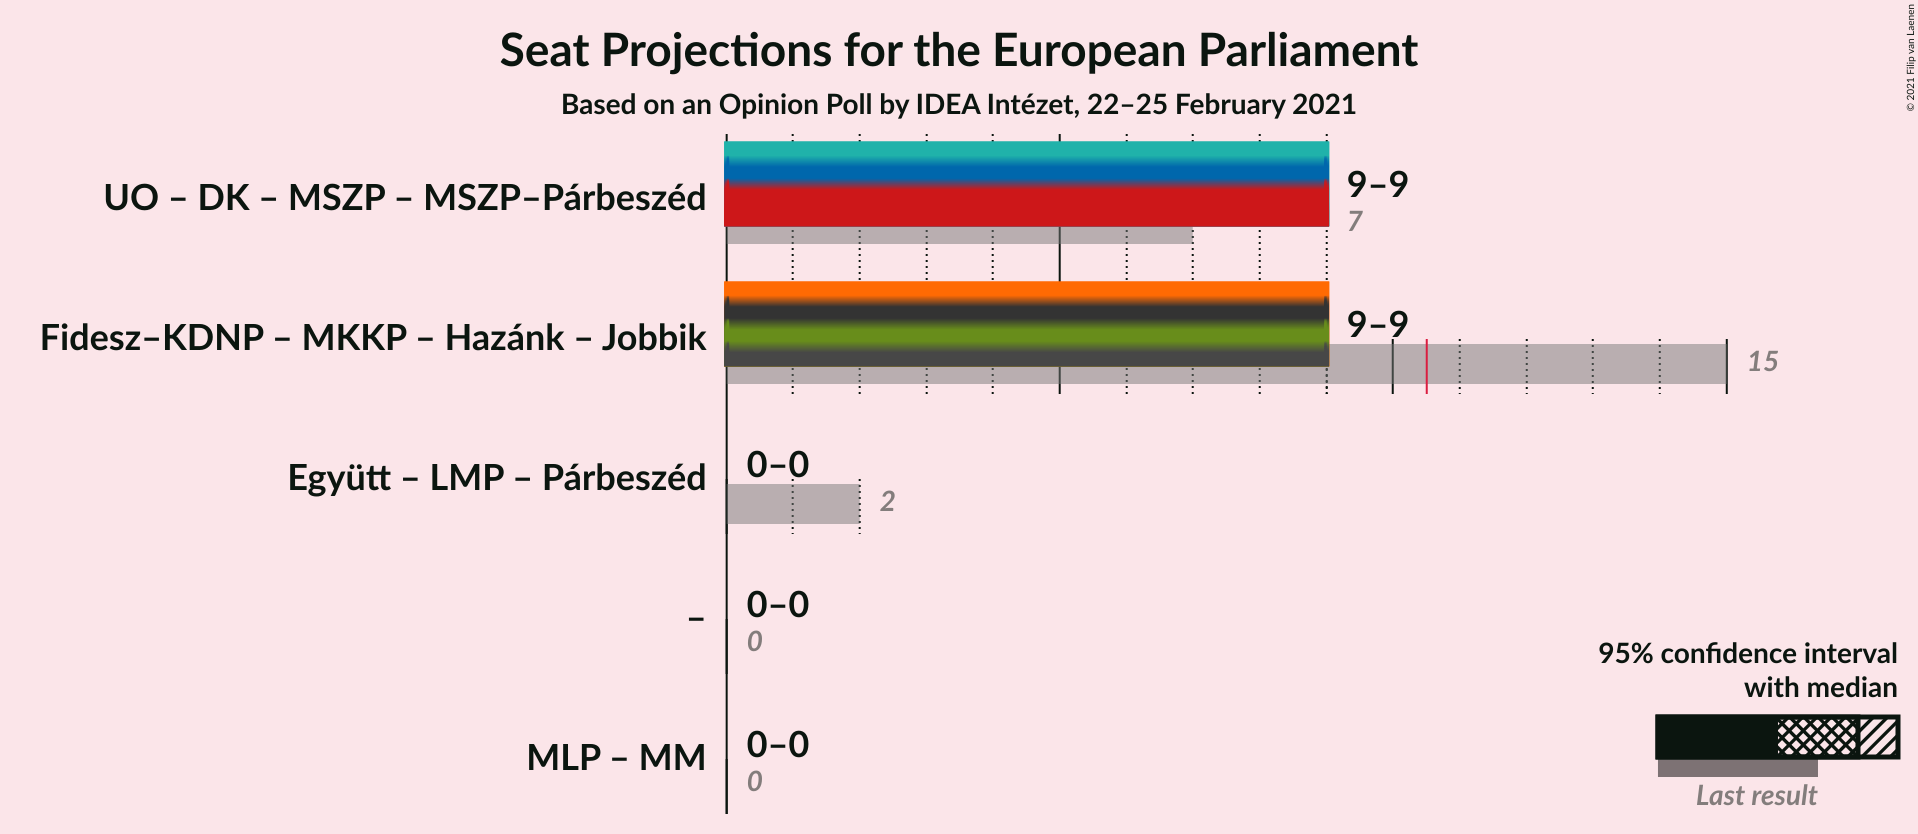 Seat Projections for the European Parliament
Based on an Opinion Poll by IDEA Intézet, 22–25 February 2021
© 2021 Filip van Laenen
UO – DK – MSZP – MSZP–Párbeszéd
9–9
7
Fidesz–KDNP – MKKP – Hazánk – Jobbik
9–9
15
Együtt – LMP – Párbeszéd
0–0
2
–
0–0
0
MLP – MM
0–0
0
95% confidence interval
with median
Last result